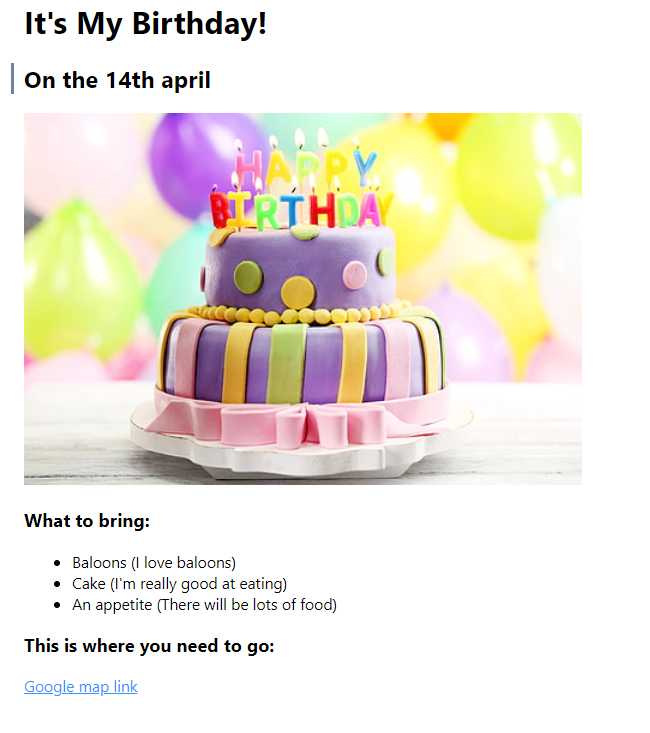 It's My Birthday!
On the 14th april
HAPPY
BIRTHDAY
What to bring:
Baloons (I love baloons)
Cake (I'm really good at eating)
An appetite (There will be lots of food)
This is where you need to go:
Google map link